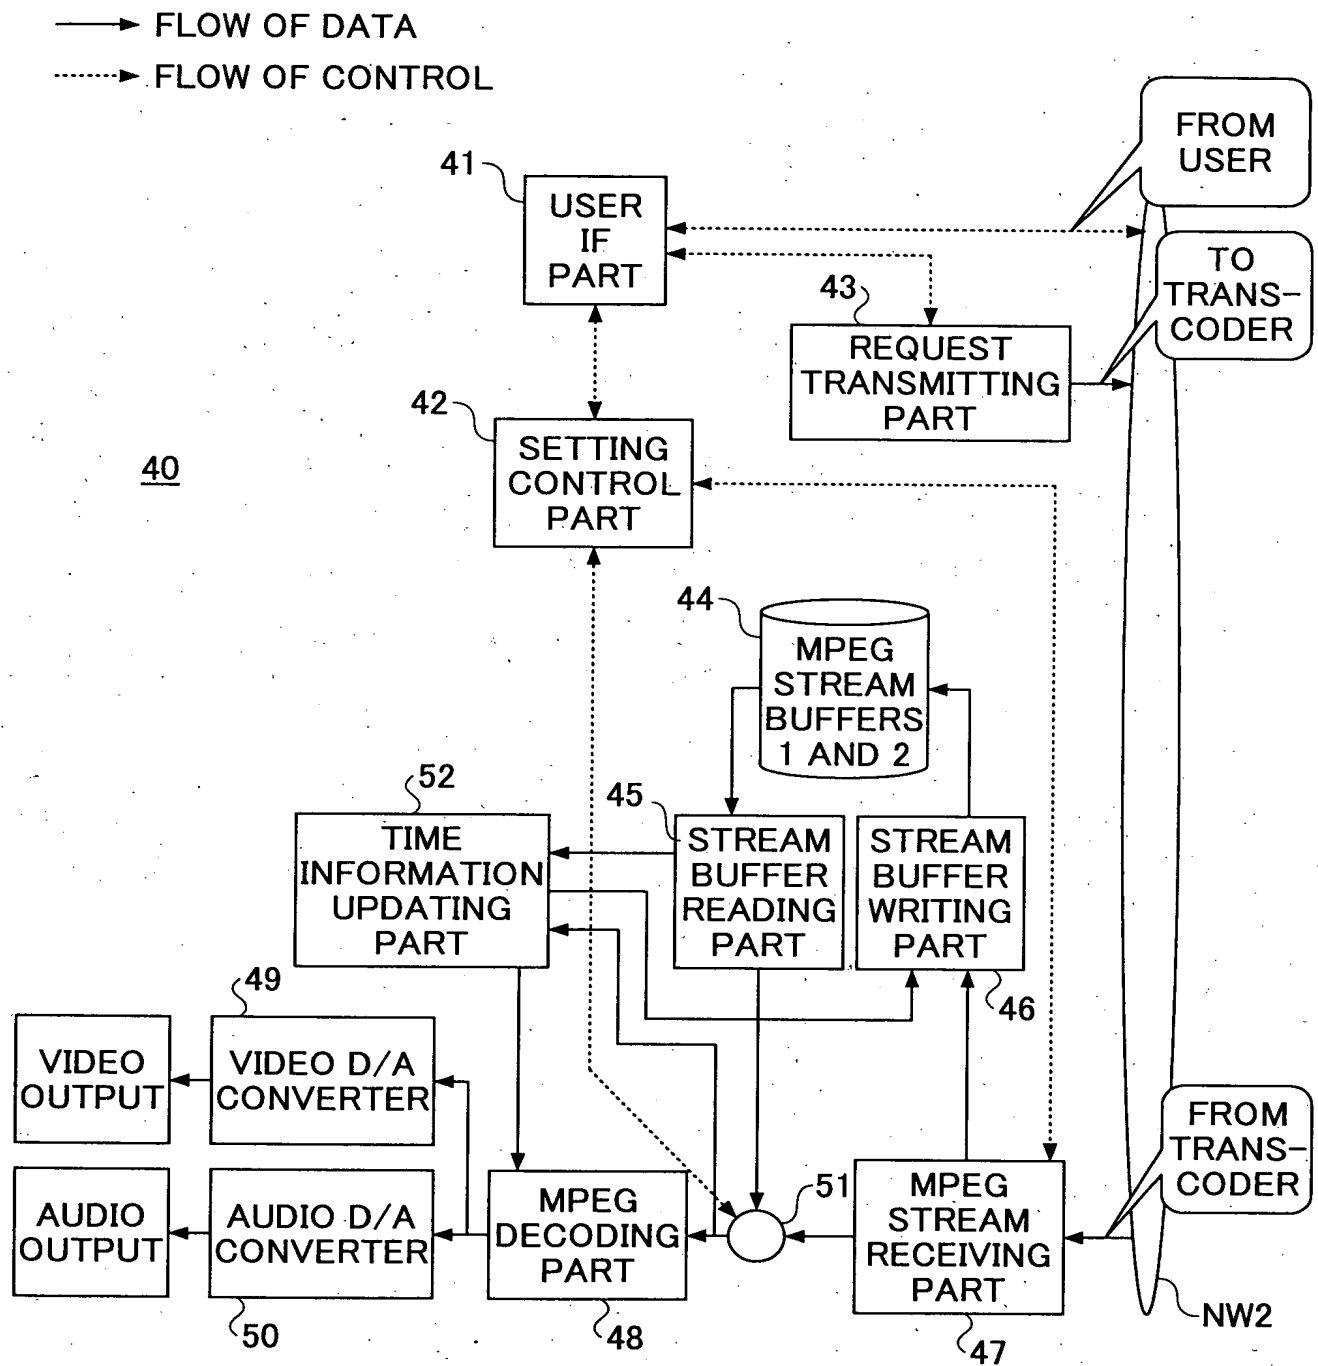 FLOW OF DATA
FLOW OF CONTROL
FROM
USER
41
USER
IF
PART
TO
TRANS-
CODER
43
REQUEST
TRANSMITTING
PART
42
SETTING
CONTROL
PART
40
44
MPEG
STREAM
BUFFERS
1 AND 2
52
TIME
INFORMATION
UPDATING
PART
45
STREAM
BUFFER
READING
PART
STREAM
BUFFER
WRITING
PART
46
49
VIDEO
OUTPUT
VIDEO D/A
CONVERTER
FROM
TRANS-
CODER
AUDIO
OUTPUT
AUDIO D/A
CONVERTER
50
MPEG
DECODING
PART
48
51
MPEG
STREAM
RECEIVING
PART
47
NW2